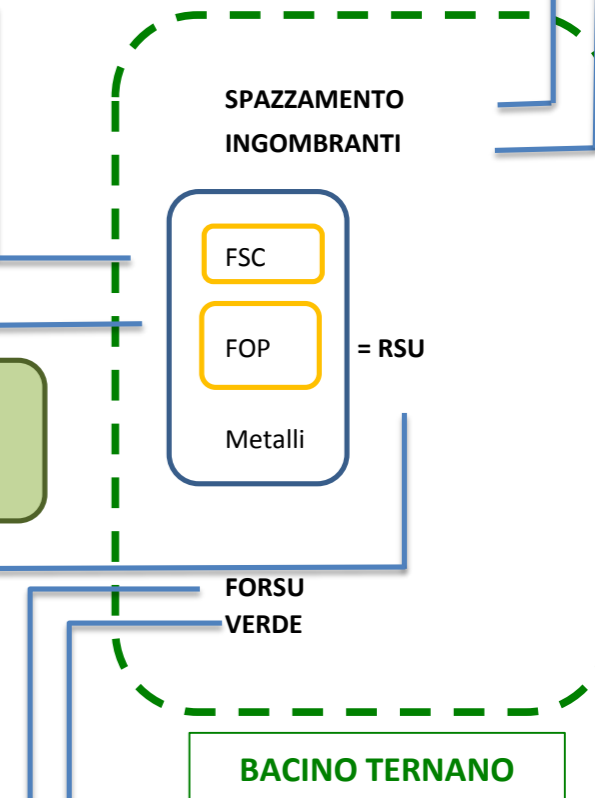 SPAZZAMENTO
INGOMBRANTI
FSC
FOP
= RSU
Metalli
FORSU
VERDE
BACINO TERNANO